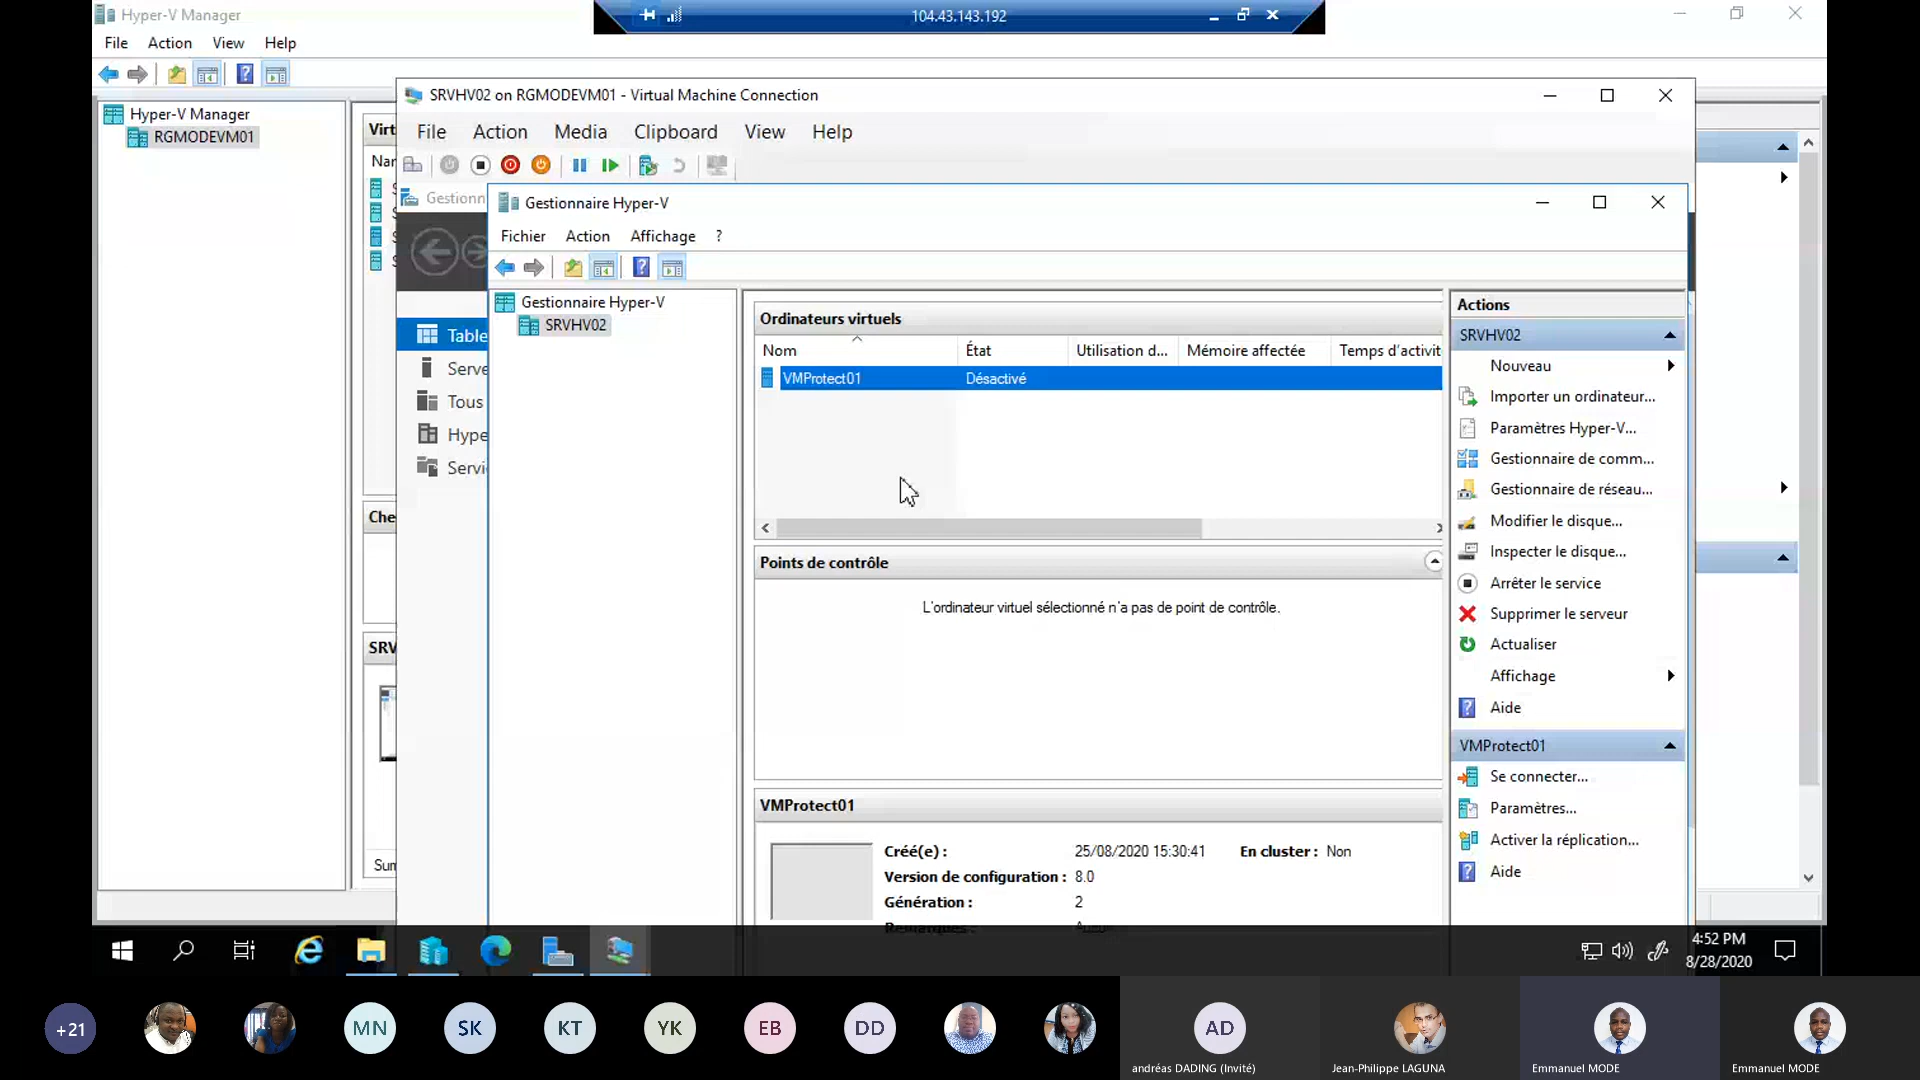 Hyper-V Manager
104.43.143.192
File Action View Help
Hyper-V Manager
RGMODEVM01
Virt
Nar
S
S
S
S
Che
SRV
Sum
SRVHV02 on RGMODEVM01 - Virtual Machine Connection
File Action Media Clipboard View Help
Gestionn
Table
Serve
Tous
Hype
Servi
Gestionnaire Hyper-V
Fichier Action Affichage ?
Gestionnaire Hyper-V
SRVHV02
Ordinateurs virtuels
Nom État Utilisation d... Mémoire affectée Temps d'activit
VMProtect01 Désactivé
Points de contrôle
L'ordinateur virtuel sélectionné n'a pas de point de contrôle.
VMProtect01
Créé(e) : 25/08/2020 15:30:41 En cluster : Non
Version de configuration : 8.0
Génération : 2
Remarques : Aucun
Actions
SRVHV02
Nouveau
Importer un ordinateur...
Paramètres Hyper-V...
Gestionnaire de comm...
Gestionnaire de réseau...
Modifier le disque...
Inspecter le disque...
Arrêter le service
Supprimer le serveur
Actualiser
Affichage
Aide
VMProtect01
Se connecter...
Paramètres...
Activer la réplication...
Aide
4:52 PM
8/28/2020
+21 MN SK KT YK EB DD AD
andréas DADING (Invité) Jean-Philippe LAGUNA Emmanuel MODE Emmanuel MODE